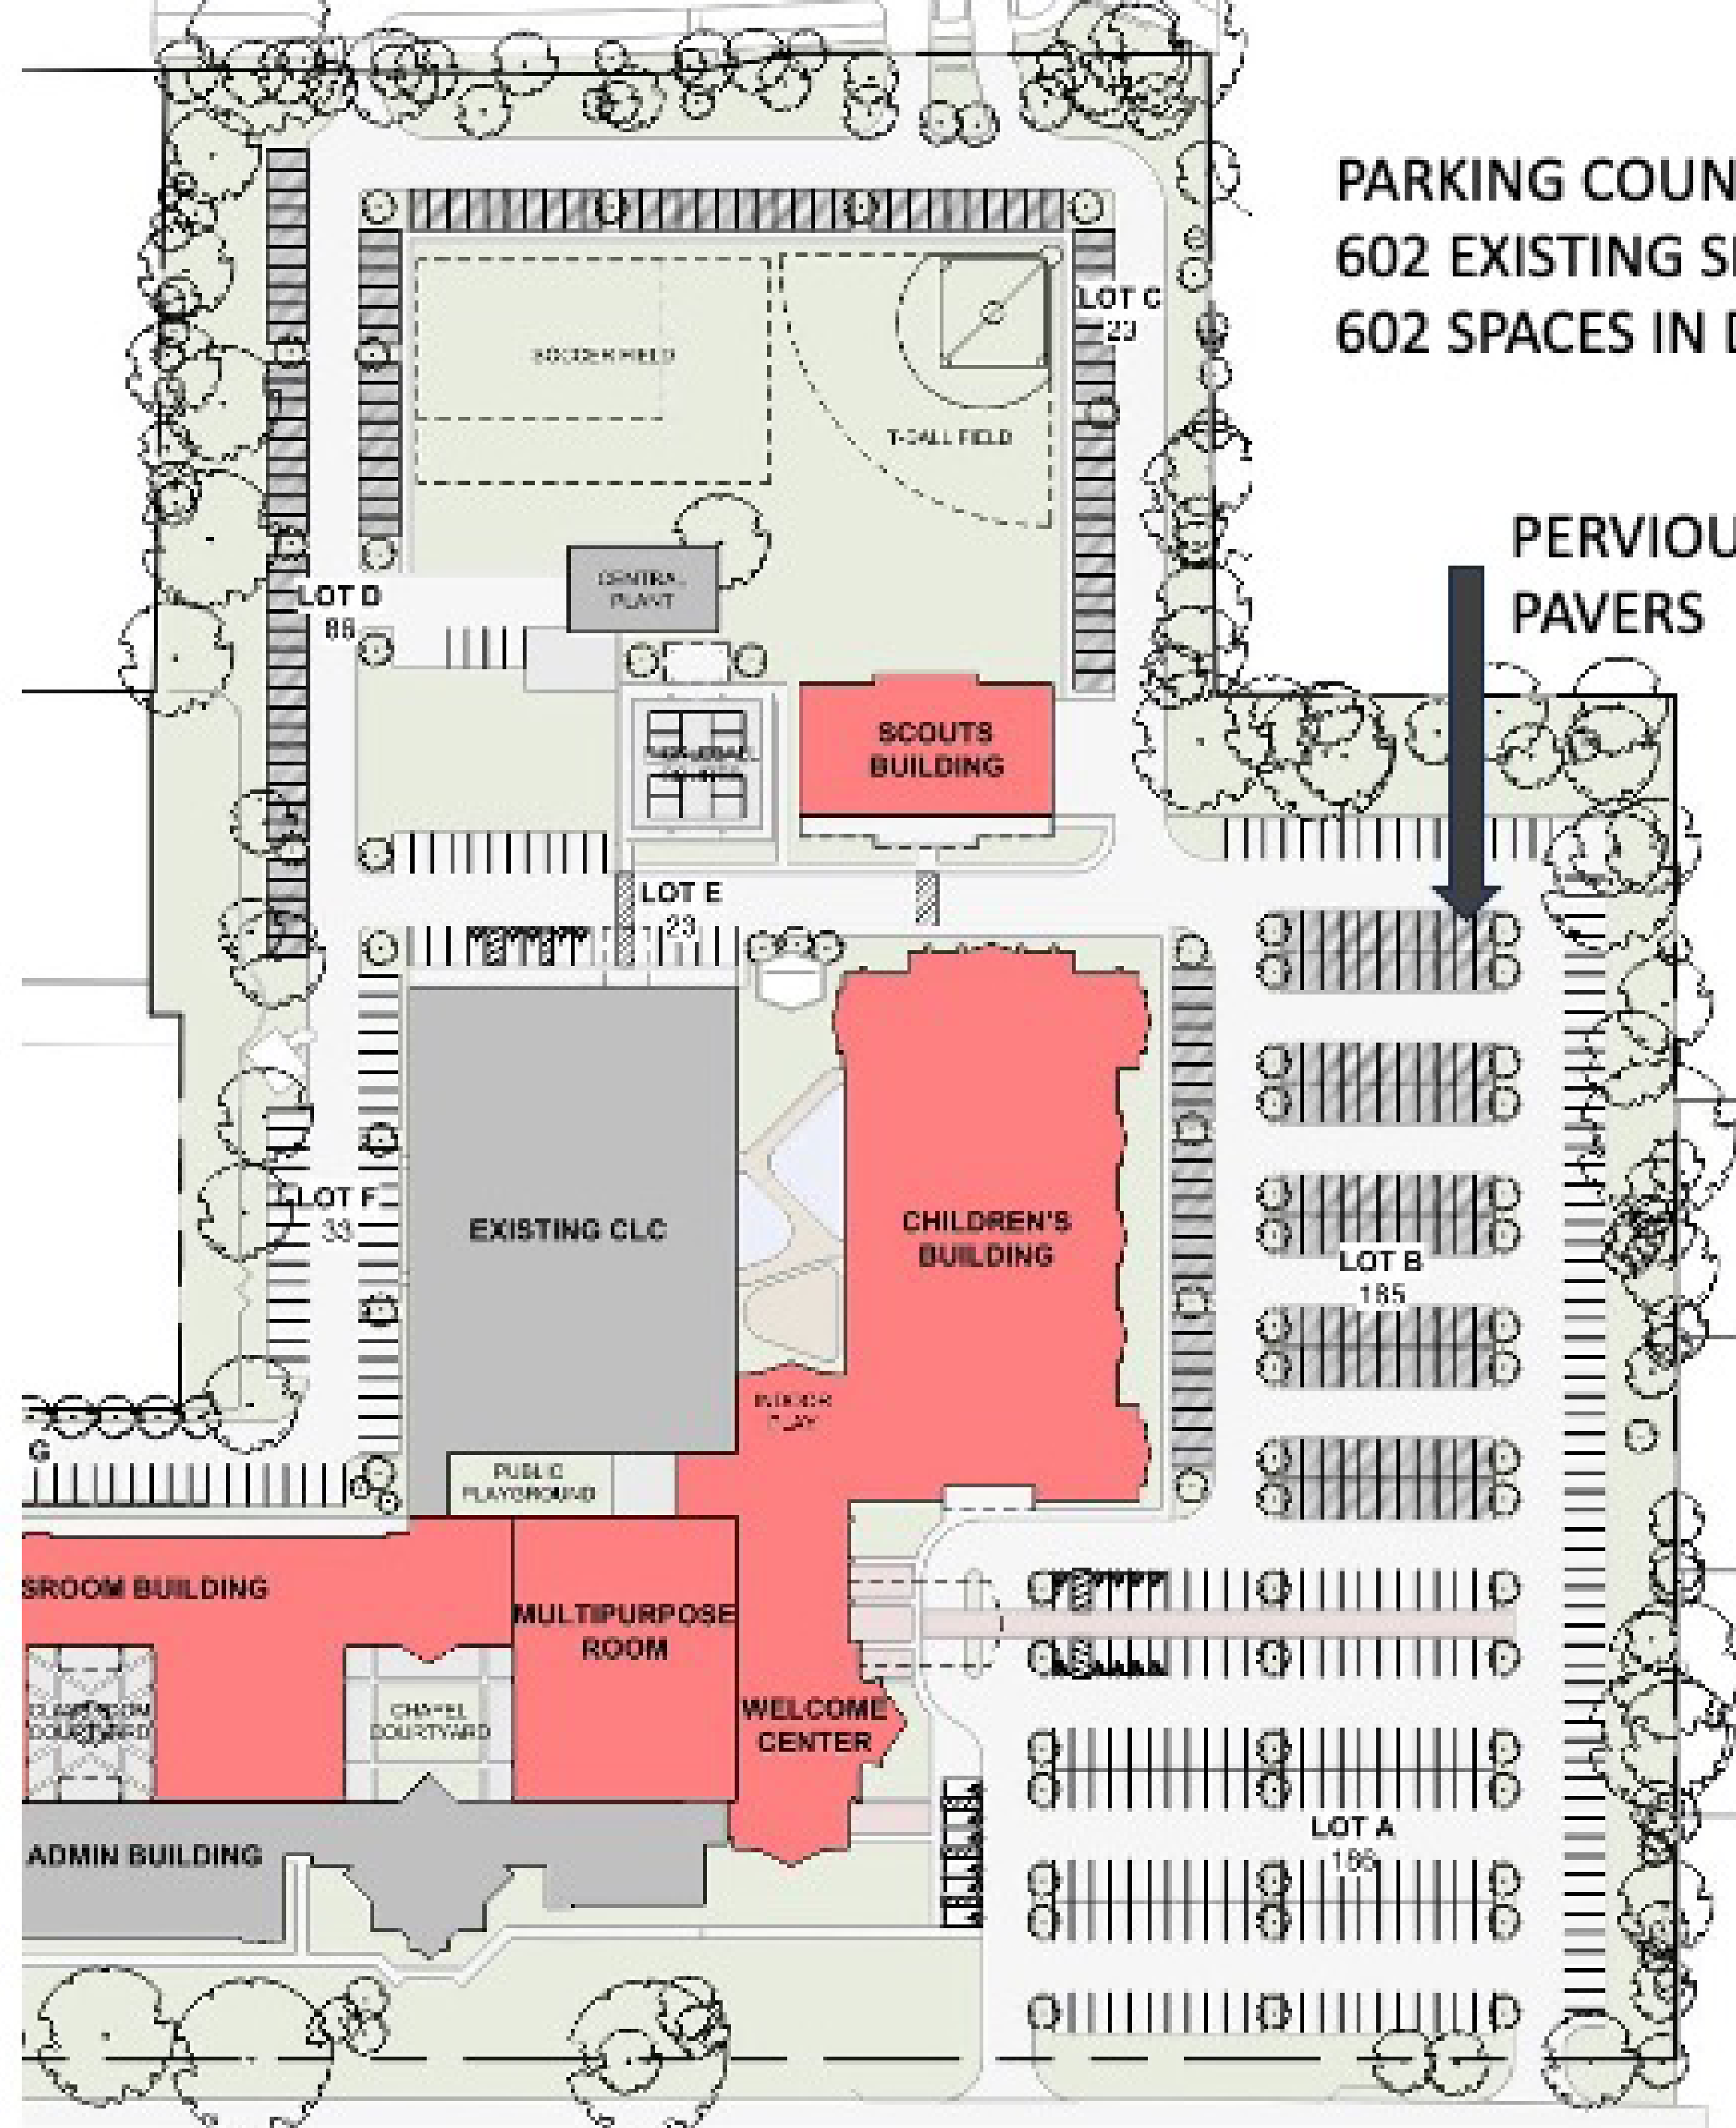 PARKING COUN
602 EXISTING S
602 SPACES IN
LOT C
23
SOCCER FIELD
T-BALL FIELD
PERVIOU
PAVERS
CENTRAL
PLANT
LOT D
SCOUTS
BUILDING
LOT E
23
LOT F
33
EXISTING CLC
CHILDREN'S
BUILDING
LOT B
185
INDOOR
PLAY
G
PUBLIC
PLAYGROUND
SROOM BUILDING
MULTIPURPOSE
ROOM
CLASSROOM
COURTYARD
CHAPEL
COURTYARD
WELCOME
CENTER
LOT A
ADMIN BUILDING